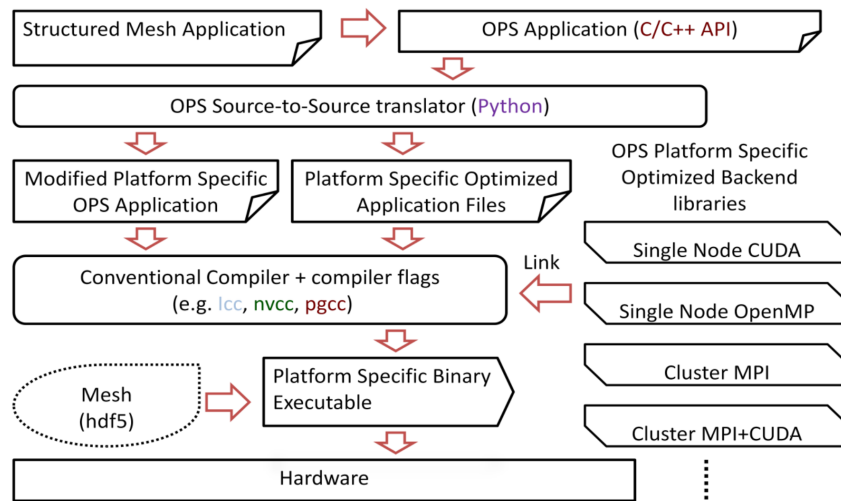 Structured Mesh Application
OPS Application (C/C++ API)
OPS Source-to-Source translator (Python)
Modified Platform Specific
OPS Application
Platform Specific Optimized
Application Files
OPS Platform Specific
Optimized Backend
libraries
Single Node CUDA
Link
Conventional Compiler + compiler flags
(e.g. Icc, nvcc, pgcc)
Single Node OpenMP
Cluster MPI
Mesh
(hdf5)
Platform Specific Binary
Executable
Cluster MPI+CUDA
Hardware